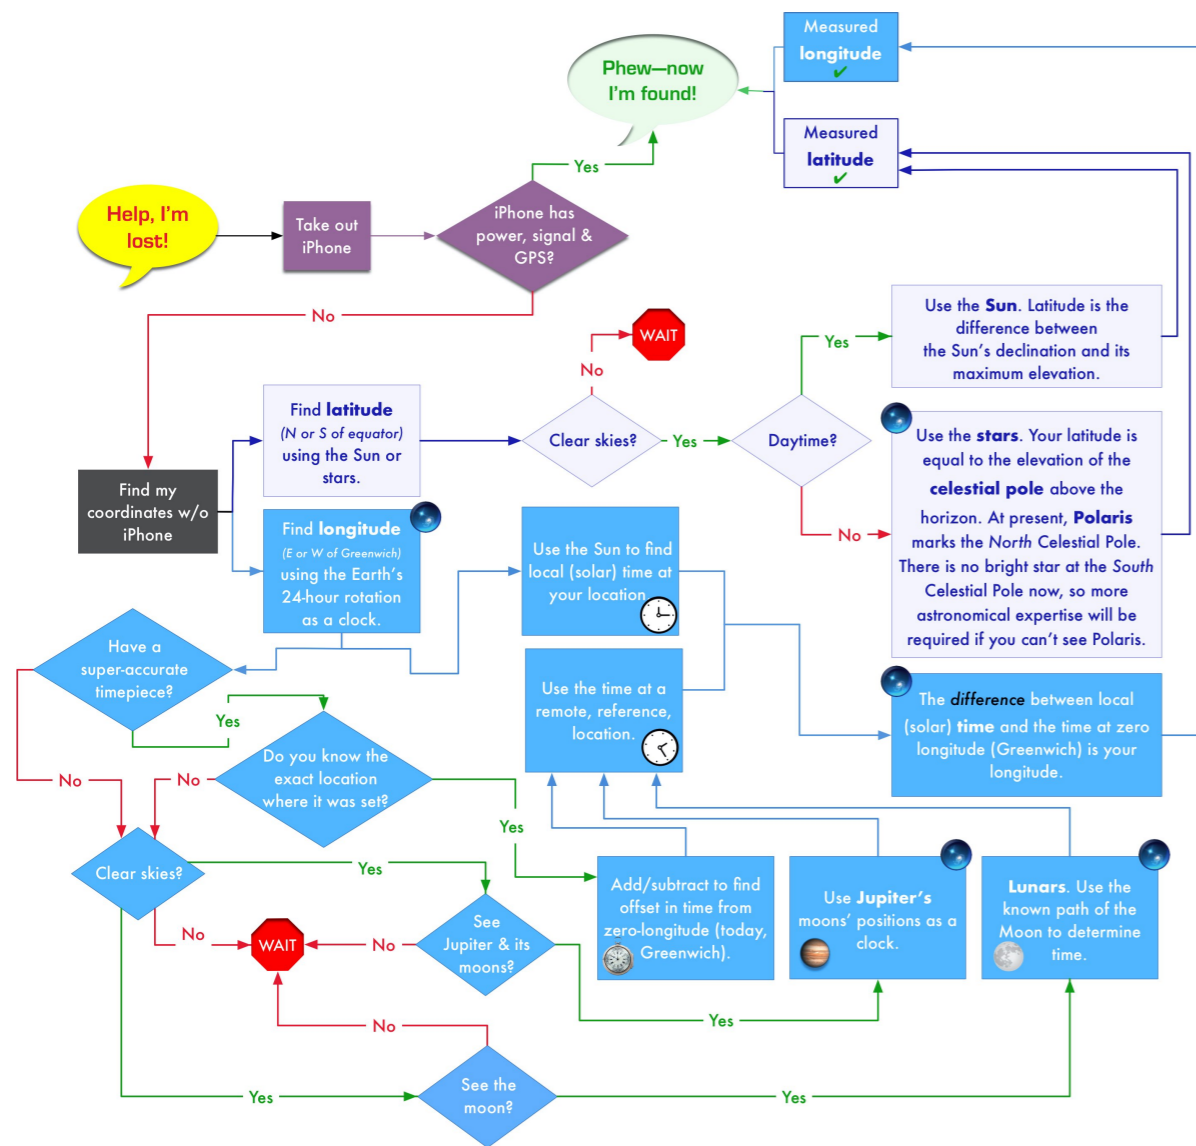 Measured
longitude
Phew—now
I'm found!
Measured
latitude
Yes
Help, I'm
lost!
Take out
iPhone
iPhone has
power, signal &
GPS?
No
WAIT
No
Yes
Use the Sun. Latitude is the
difference between
the Sun's declination and its
maximum elevation.
Find latitude
(N or S of equator)
using the Sun or
stars.
Clear skies?
Yes
Daytime?
No
Use the stars. Your latitude is
equal to the elevation of the
celestial pole above the
horizon. At present, Polaris
marks the North Celestial Pole.
There is no bright star at the South
Celestial Pole now, so more
astronomical expertise will be
required if you can't see Polaris.
Find my
coordinates w/o
iPhone
Find longitude
(E or W of Greenwich)
using the Earth's
24-hour rotation
as a clock.
Use the Sun to find
local (solar) time at
your location
Have a
super-accurate
timepiece?
Yes
No
Use the time at a
remote, reference,
location.
The difference between local
(solar) time and the time at zero
longitude (Greenwich) is your
longitude.
Do you know the
exact location
where it was set?
No
Yes
Clear skies?
Yes
No
WAIT
No
See
Jupiter & its
moons?
Add/subtract to find
offset in time from
zero-longitude (today,
Greenwich).
Use Jupiter's
moons' positions as a
clock.
Lunars. Use the
known path of the
Moon to determine
time.
Yes
No
Yes
See the
moon?
Yes